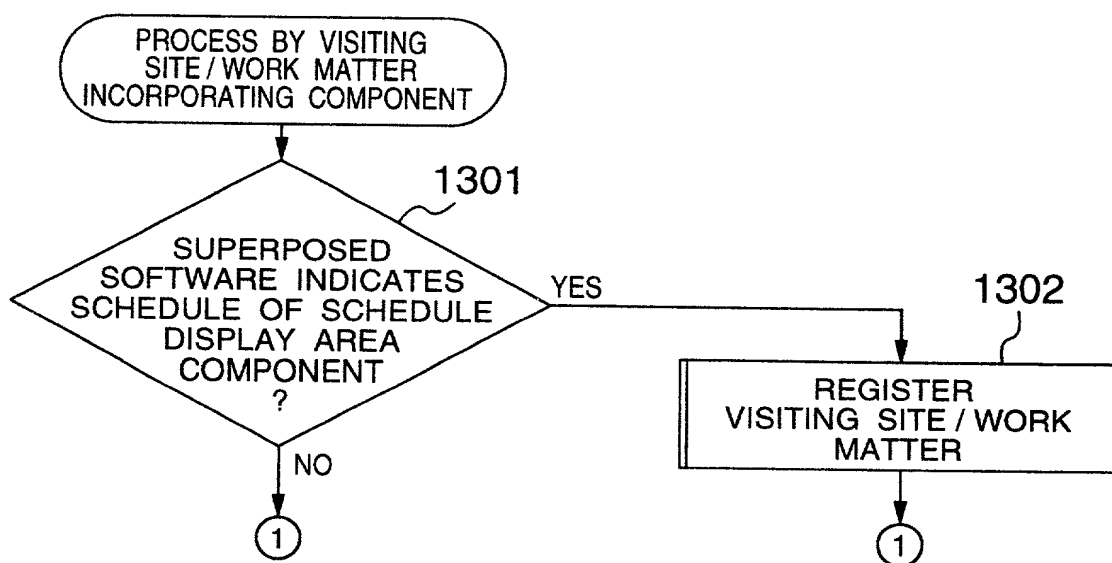 PROCESS BY VISITING
SITE / WORK MATTER
INCORPORATING COMPONENT
1301
SUPERPOSED
SOFTWARE INDICATES
SCHEDULE OF SCHEDULE
DISPLAY AREA
COMPONENT
?
YES
NO
1
1302
REGISTER
VISITING SITE / WORK
MATTER
1